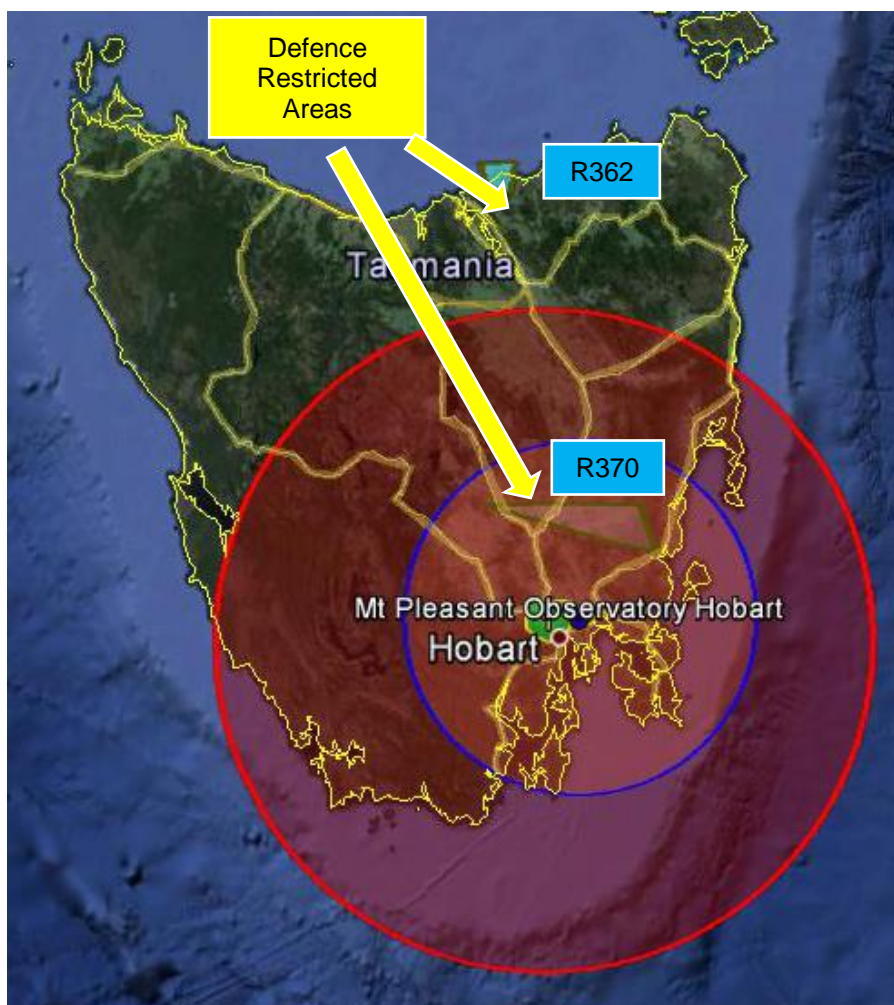 Defence
Restricted
Areas
R362
Tasmania
R370
Mt Pleasant Observatory Hobart
Hobart